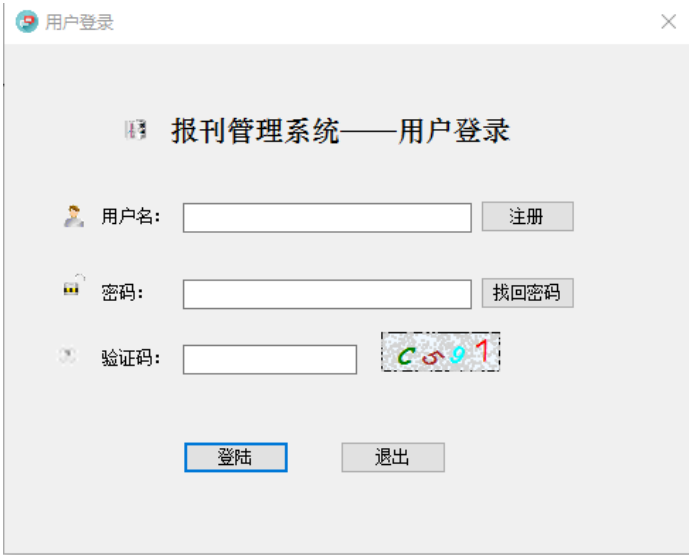 用户登录
报刊管理系统——用户登录
用户名： 注册
密码： 找回密码
验证码： C591
登陆 退出